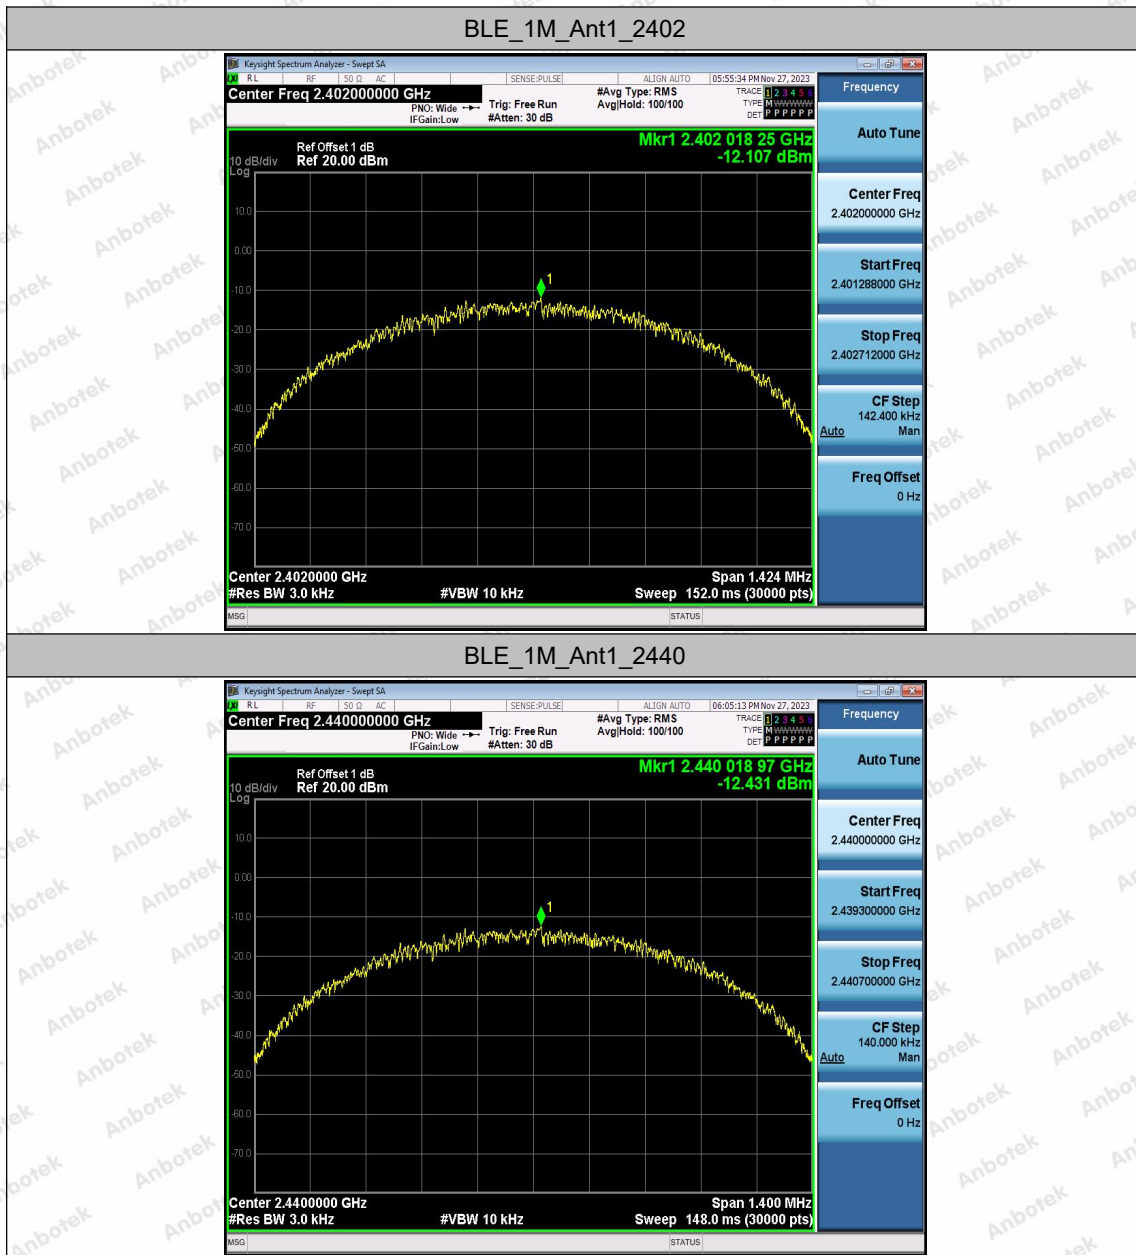 BLE_1M_Ant1_2402
Keysight Spectrum Analyzer - Swept SA
LXI RL RF 50 Ω AC SENSE:PULSE ALIGN AUTO 05:55:34 PM Nov 27, 2023
Center Freq 2.402000000 GHz #Avg Type: RMS TRACE 1 2 3 4 5 6
PNO: Wide Trig: Free Run Avg|Hold: 100/100 TYPE M WWWWW
IFGain:Low #Atten: 30 dB DET P P P P P P
Mkr1 2.402 018 25 GHz
-12.107 dBm
Ref Offset 1 dB
10 dB/div Ref 20.00 dBm
Log
10.0
0.00
-10.0
-20.0
-30.0
-40.0
-50.0
-60.0
-70.0
1
Center 2.4020000 GHz Span 1.424 MHz
#Res BW 3.0 kHz #VBW 10 kHz Sweep 152.0 ms (30000 pts)
MSG STATUS
Frequency
Auto Tune
Center Freq
2.402000000 GHz
Start Freq
2.401288000 GHz
Stop Freq
2.402712000 GHz
CF Step
142.400 kHz
Auto Man
Freq Offset
0 Hz
BLE_1M_Ant1_2440
Keysight Spectrum Analyzer - Swept SA
LXI RL RF 50 Ω AC SENSE:PULSE ALIGN AUTO 06:05:13 PM Nov 27, 2023
Center Freq 2.440000000 GHz #Avg Type: RMS TRACE 1 2 3 4 5 6
PNO: Wide Trig: Free Run Avg|Hold: 100/100 TYPE M WWWWW
IFGain:Low #Atten: 30 dB DET P P P P P P
Mkr1 2.440 018 97 GHz
-12.431 dBm
Ref Offset 1 dB
10 dB/div Ref 20.00 dBm
Log
10.0
0.00
-10.0
-20.0
-30.0
-40.0
-50.0
-60.0
-70.0
1
Center 2.4400000 GHz Span 1.400 MHz
#Res BW 3.0 kHz #VBW 10 kHz Sweep 148.0 ms (30000 pts)
MSG STATUS
Frequency
Auto Tune
Center Freq
2.440000000 GHz
Start Freq
2.439300000 GHz
Stop Freq
2.440700000 GHz
CF Step
140.000 kHz
Auto Man
Freq Offset
0 Hz
Anbotek